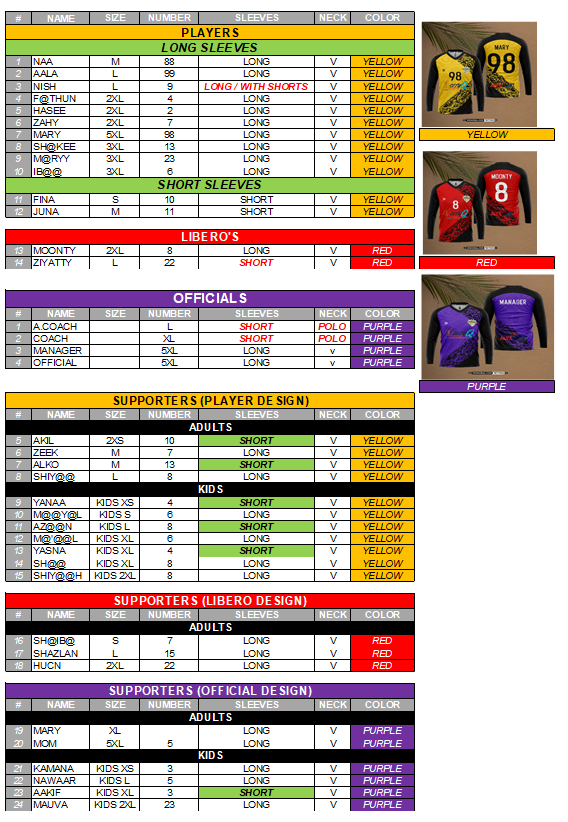 # NAME SIZE NUMBER SLEEVES NECK COLOR
PLAYERS
LONG SLEEVES
1 NAA M 88 LONG V YELLOW
2 AALA L 99 LONG V YELLOW
3 NISH L 9 LONG / WITH SHORTS V YELLOW
4 F@THUN 2XL 4 LONG V YELLOW
5 HASEE 2XL 2 LONG V YELLOW
6 ZAHY 2XL 7 LONG V YELLOW
7 MARY 5XL 98 LONG V YELLOW
8 SH@KEE 3XL 13 LONG V YELLOW
9 M@RYY 3XL 23 LONG V YELLOW
10 IB@@ 3XL 6 LONG V YELLOW
SHORT SLEEVES
11 FINA S 10 SHORT V YELLOW
12 JUNA M 11 SHORT V YELLOW
LIBERO'S
13 MOONTY 2XL 8 LONG V RED
14 ZIYATTY L 22 SHORT V RED
OFFICIALS
# NAME SIZE NUMBER SLEEVES NECK COLOR
1 A.COACH L SHORT POLO PURPLE
2 COACH XL SHORT POLO PURPLE
3 MANAGER 5XL LONG v PURPLE
4 OFFICIAL 5XL LONG v PURPLE
SUPPORTERS (PLAYER DESIGN)
# NAME SIZE NUMBER SLEEVES NECK COLOR
ADULTS
5 AKIL 2XS 10 SHORT V YELLOW
6 ZEEK M 7 LONG V YELLOW
7 ALKO M 13 SHORT V YELLOW
8 SHIY@@ L 8 LONG V YELLOW
KIDS
9 YANAA KIDS XS 4 SHORT V YELLOW
10 M@@Y@L KIDS S 6 LONG V YELLOW
11 AZ@@N KIDS L 8 SHORT V YELLOW
12 M@'@@L KIDS XL 6 LONG V YELLOW
13 YASNA KIDS XL 4 SHORT V YELLOW
14 SH@@ KIDS XL 8 LONG V YELLOW
15 SHIY@@H KIDS 2XL 8 LONG V YELLOW
SUPPORTERS (LIBERO DESIGN)
# NAME SIZE NUMBER SLEEVES NECK COLOR
ADULTS
16 SH@IB@ S 7 LONG V RED
17 SHAZLAN L 15 LONG V RED
18 HUCN 2XL 22 LONG V RED
SUPPORTERS (OFFICIAL DESIGN)
# NAME SIZE NUMBER SLEEVES NECK COLOR
ADULTS
19 MARY XL LONG V PURPLE
20 MOM 5XL 5 LONG V PURPLE
KIDS
21 KAMANA KIDS XS 3 LONG V PURPLE
22 NAWAAR KIDS L 5 LONG V PURPLE
23 AAKIF KIDS XL 3 SHORT V PURPLE
24 MAUVA KIDS 2XL 23 LONG V PURPLE
MARY
98
98
YELLOW
MOONTY
8
8
RED
MANAGER
PURPLE